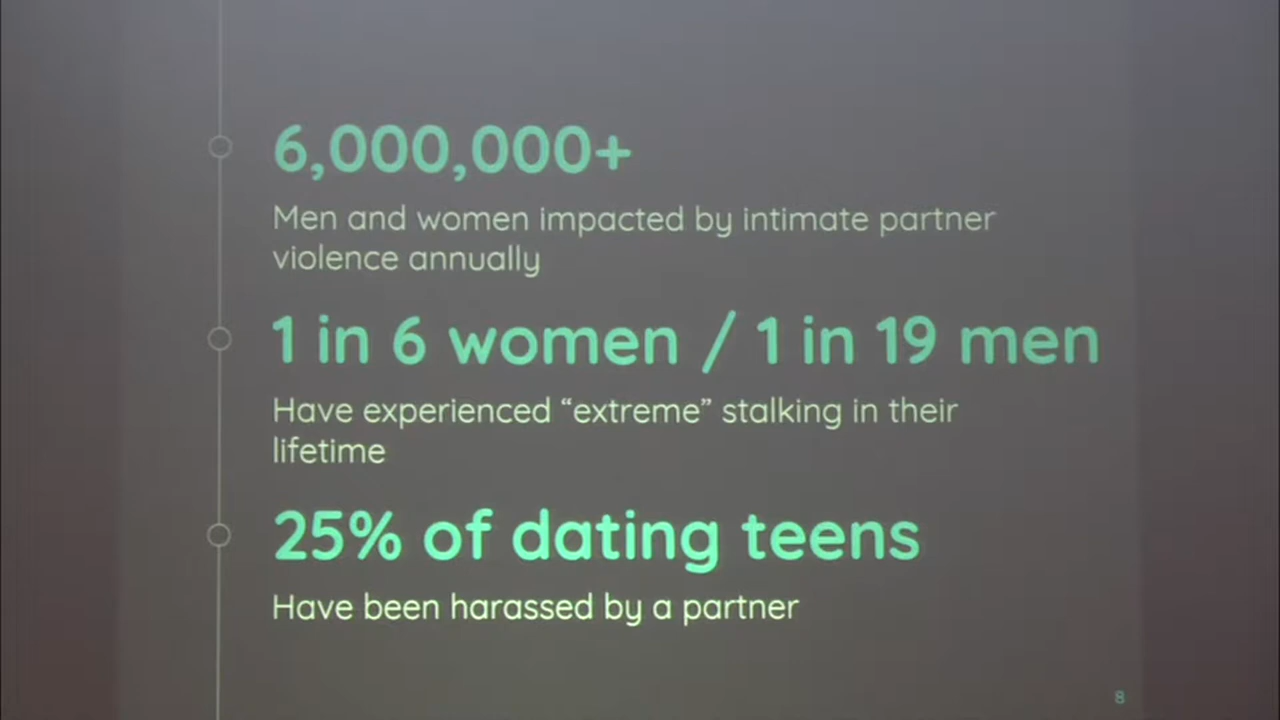 6,000,000+
Men and women impacted by intimate partner
violence annually
1 in 6 women / 1 in 19 men
Have experienced “extreme” stalking in their
lifetime
25% of dating teens
Have been harassed by a partner
8